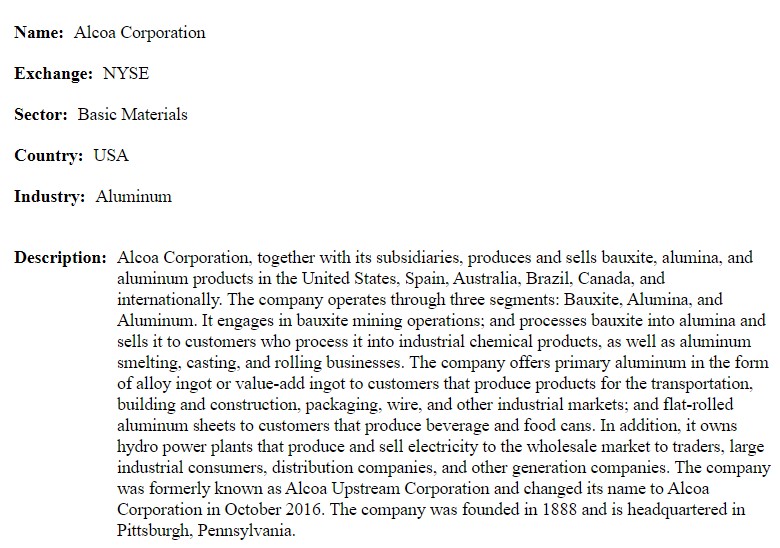 Name: Alcoa Corporation
Exchange: NYSE
Sector: Basic Materials
Country: USA
Industry: Aluminum
Description: Alcoa Corporation, together with its subsidiaries, produces and sells bauxite, alumina, and
aluminum products in the United States, Spain, Australia, Brazil, Canada, and
internationally. The company operates through three segments: Bauxite, Alumina, and
Aluminum. It engages in bauxite mining operations; and processes bauxite into alumina and
sells it to customers who process it into industrial chemical products, as well as aluminum
smelting, casting, and rolling businesses. The company offers primary aluminum in the form
of alloy ingot or value-add ingot to customers that produce products for the transportation,
building and construction, packaging, wire, and other industrial markets; and flat-rolled
aluminum sheets to customers that produce beverage and food cans. In addition, it owns
hydro power plants that produce and sell electricity to the wholesale market to traders, large
industrial consumers, distribution companies, and other generation companies. The company
was formerly known as Alcoa Upstream Corporation and changed its name to Alcoa
Corporation in October 2016. The company was founded in 1888 and is headquartered in
Pittsburgh, Pennsylvania.